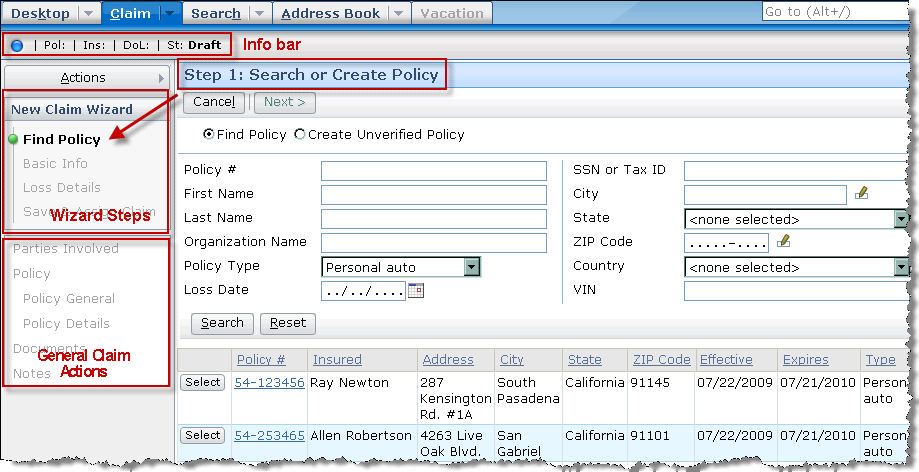 Desktop Claim Search Address Book Vacation Go to (Alt+/)
| Pol: | Ins: | DoL: | St: Draft Info bar
Actions
Step 1: Search or Create Policy
New Claim Wizard
Cancel Next >
Find Policy
Find Policy Create Unverified Policy
Basic Info
Loss Details
Save & Assign Claim
Wizard Steps
Parties Involved
Policy
Policy General
Policy Details
Documents
General Claim
Actions
Notes
Policy # SSN or Tax ID
First Name City
Last Name State <none selected>
Organization Name ZIP Code .....-....
Policy Type Personal auto Country <none selected>
Loss Date ../../.... VIN
Search Reset
Policy # Insured Address City State ZIP Code Effective Expires Type
Select 54-123456 Ray Newton 287 South California 91145 07/22/2009 07/21/2010 Person
Kensington Pasadena auto
Rd. #1A
Select 54-253465 Allen Robertson 4263 Live San California 91101 07/22/2009 07/21/2010 Person
Oak Blvd. Gabriel auto